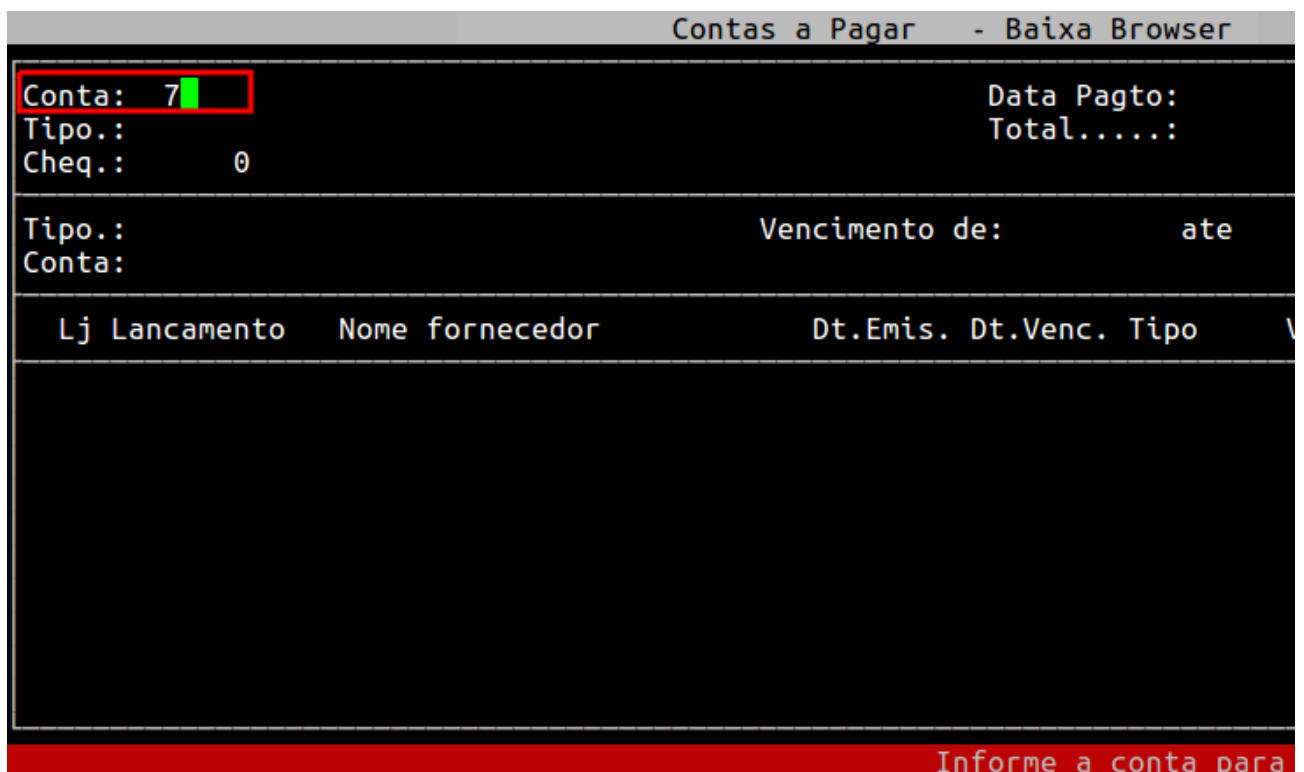 Contas a Pagar - Baixa Browser
Conta: 7 Data Pagto:
Tipo.: Total.....:
Cheq.: 0
Tipo.: Vencimento de: ate
Conta:
Lj Lancamento Nome fornecedor Dt.Emis. Dt.Venc. Tipo
Informe a conta para